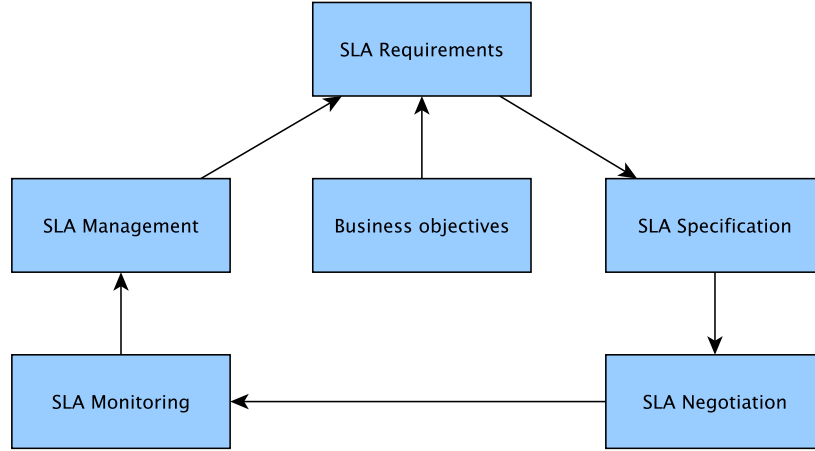 SLA Requirements
SLA Management
Business objectives
SLA Specification
SLA Monitoring
SLA Negotiation